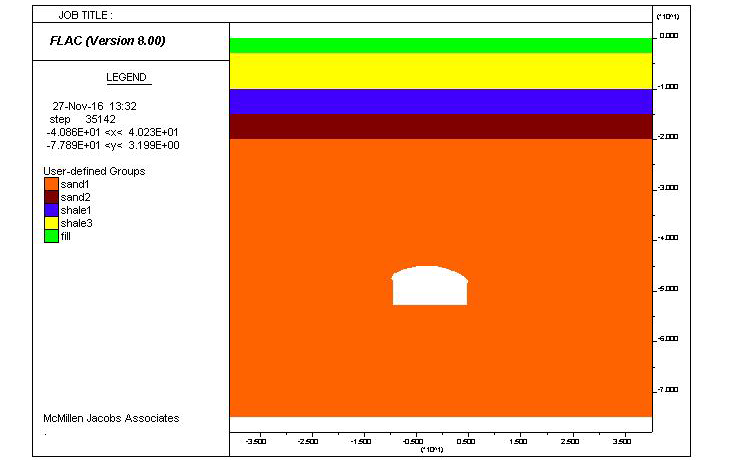 JOB TITLE :
FLAC (Version 8.00)
LEGEND
27-Nov-16 13:32
step 35142
-4.086E+01 <x< 4.023E+01
-7.789E+01 <y< 3.199E+00
User-defined Groups
sand1
sand2
shale1
shale3
fill
McMillen Jacobs Associates
(*10^1)
0.000
-1.000
-2.000
-3.000
-4.000
-5.000
-6.000
-7.000
-3.500
-2.500
-1.500
-0.500
0.500
1.500
2.500
3.500
(*10^1)